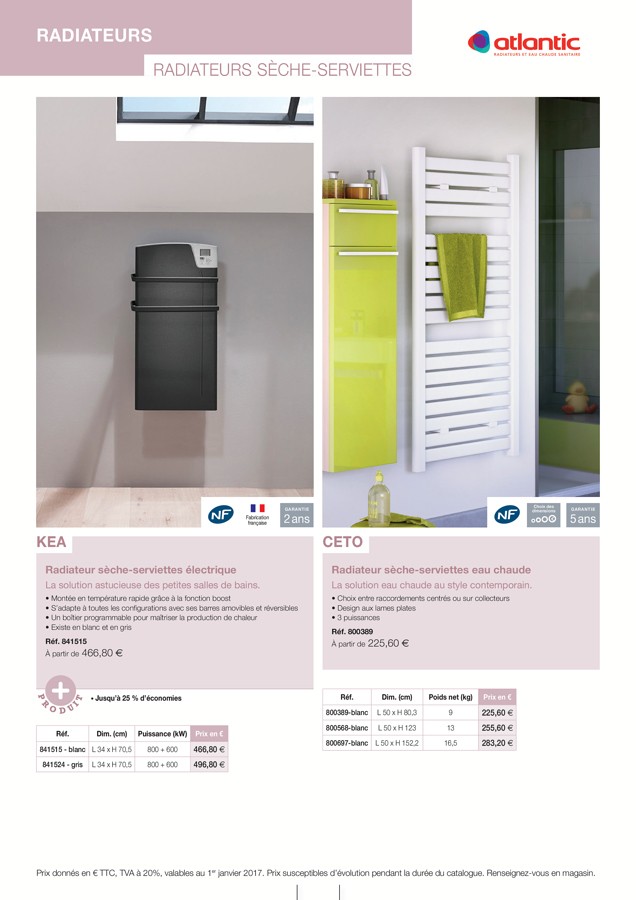 RADIATEURS
RADIATEURS SÈCHE-SERVIETTES
atlantic
RADIATEURS ET EAU CHAUDE SANITAIRE
NF
Fabrication
française
GARANTIE
2 ans
NF
Choix des
dimensions
GARANTIE
5 ans
KEA
Radiateur sèche-serviettes électrique
La solution astucieuse des petites salles de bains.
• Montée en température rapide grâce à la fonction boost
• S'adapte à toutes les configurations avec ses barres amovibles et réversibles
• Un boîtier programmable pour maîtriser la production de chaleur
• Existe en blanc et en gris
Réf. 841515
À partir de 466,80 €
+
PRODUIT
• Jusqu'à 25 % d'économies
Réf. Dim. (cm) Puissance (kW) Prix en €
841515 - blanc L 34 x H 70,5 800 + 600 466,80 €
841524 - gris L 34 x H 70,5 800 + 600 496,80 €
CETO
Radiateur sèche-serviettes eau chaude
La solution eau chaude au style contemporain.
• Choix entre raccordements centrés ou sur collecteurs
• Design aux lames plates
• 3 puissances
Réf. 800389
À partir de 225,60 €
Réf. Dim. (cm) Poids net (kg) Prix en €
800389-blanc L 50 x H 80,3 9 225,60 €
800568-blanc L 50 x H 123 13 255,60 €
800697-blanc L 50 x H 152,2 16,5 283,20 €
Prix donnés en € TTC, TVA à 20%, valables au 1er janvier 2017. Prix susceptibles d'évolution pendant la durée du catalogue. Renseignez-vous en magasin.